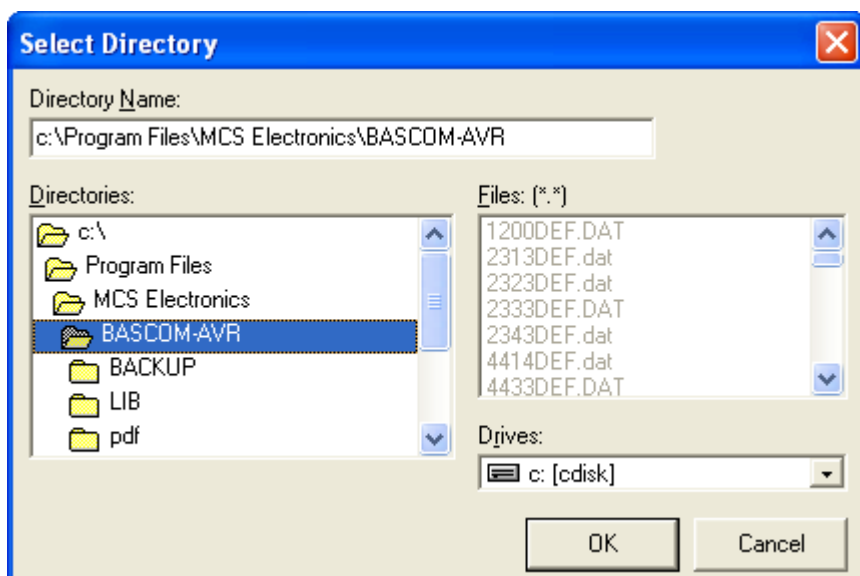 Select Directory
Directory Name:
c:\Program Files\MCS Electronics\BASCOM-AVR
Directories:
c:\
Program Files
MCS Electronics
BASCOM-AVR
BACKUP
LIB
pdf
Files: (*.*)
1200DEF.DAT
2313DEF.dat
2323DEF.dat
2333DEF.DAT
2343DEF.dat
4414DEF.dat
4433DEF.DAT
Drives:
c: [cdisk]
OK
Cancel